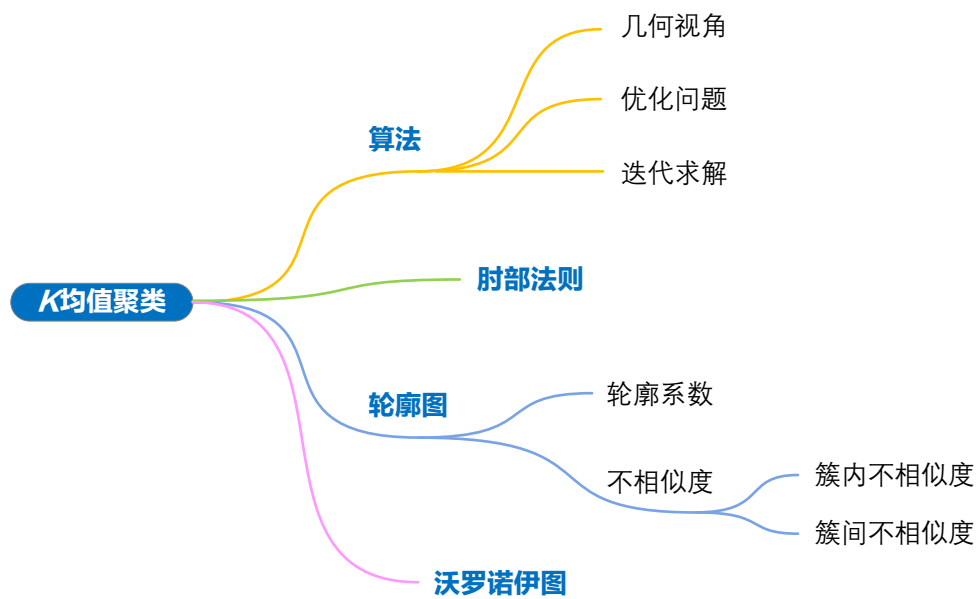 几何视角
优化问题
算法
迭代求解
肘部法则
K均值聚类
轮廓系数
轮廓图
不相似度
簇内不相似度
簇间不相似度
沃罗诺伊图